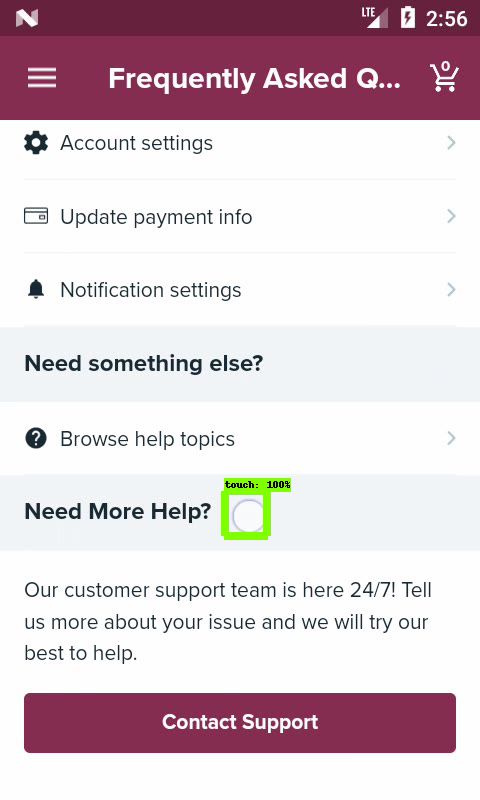 LTE 2:56
Frequently Asked Q... 0
Account settings
Update payment info
Notification settings
Need something else?
Browse help topics
touch: 100%
Need More Help?
Our customer support team is here 24/7! Tell
us more about your issue and we will try our
best to help.
Contact Support